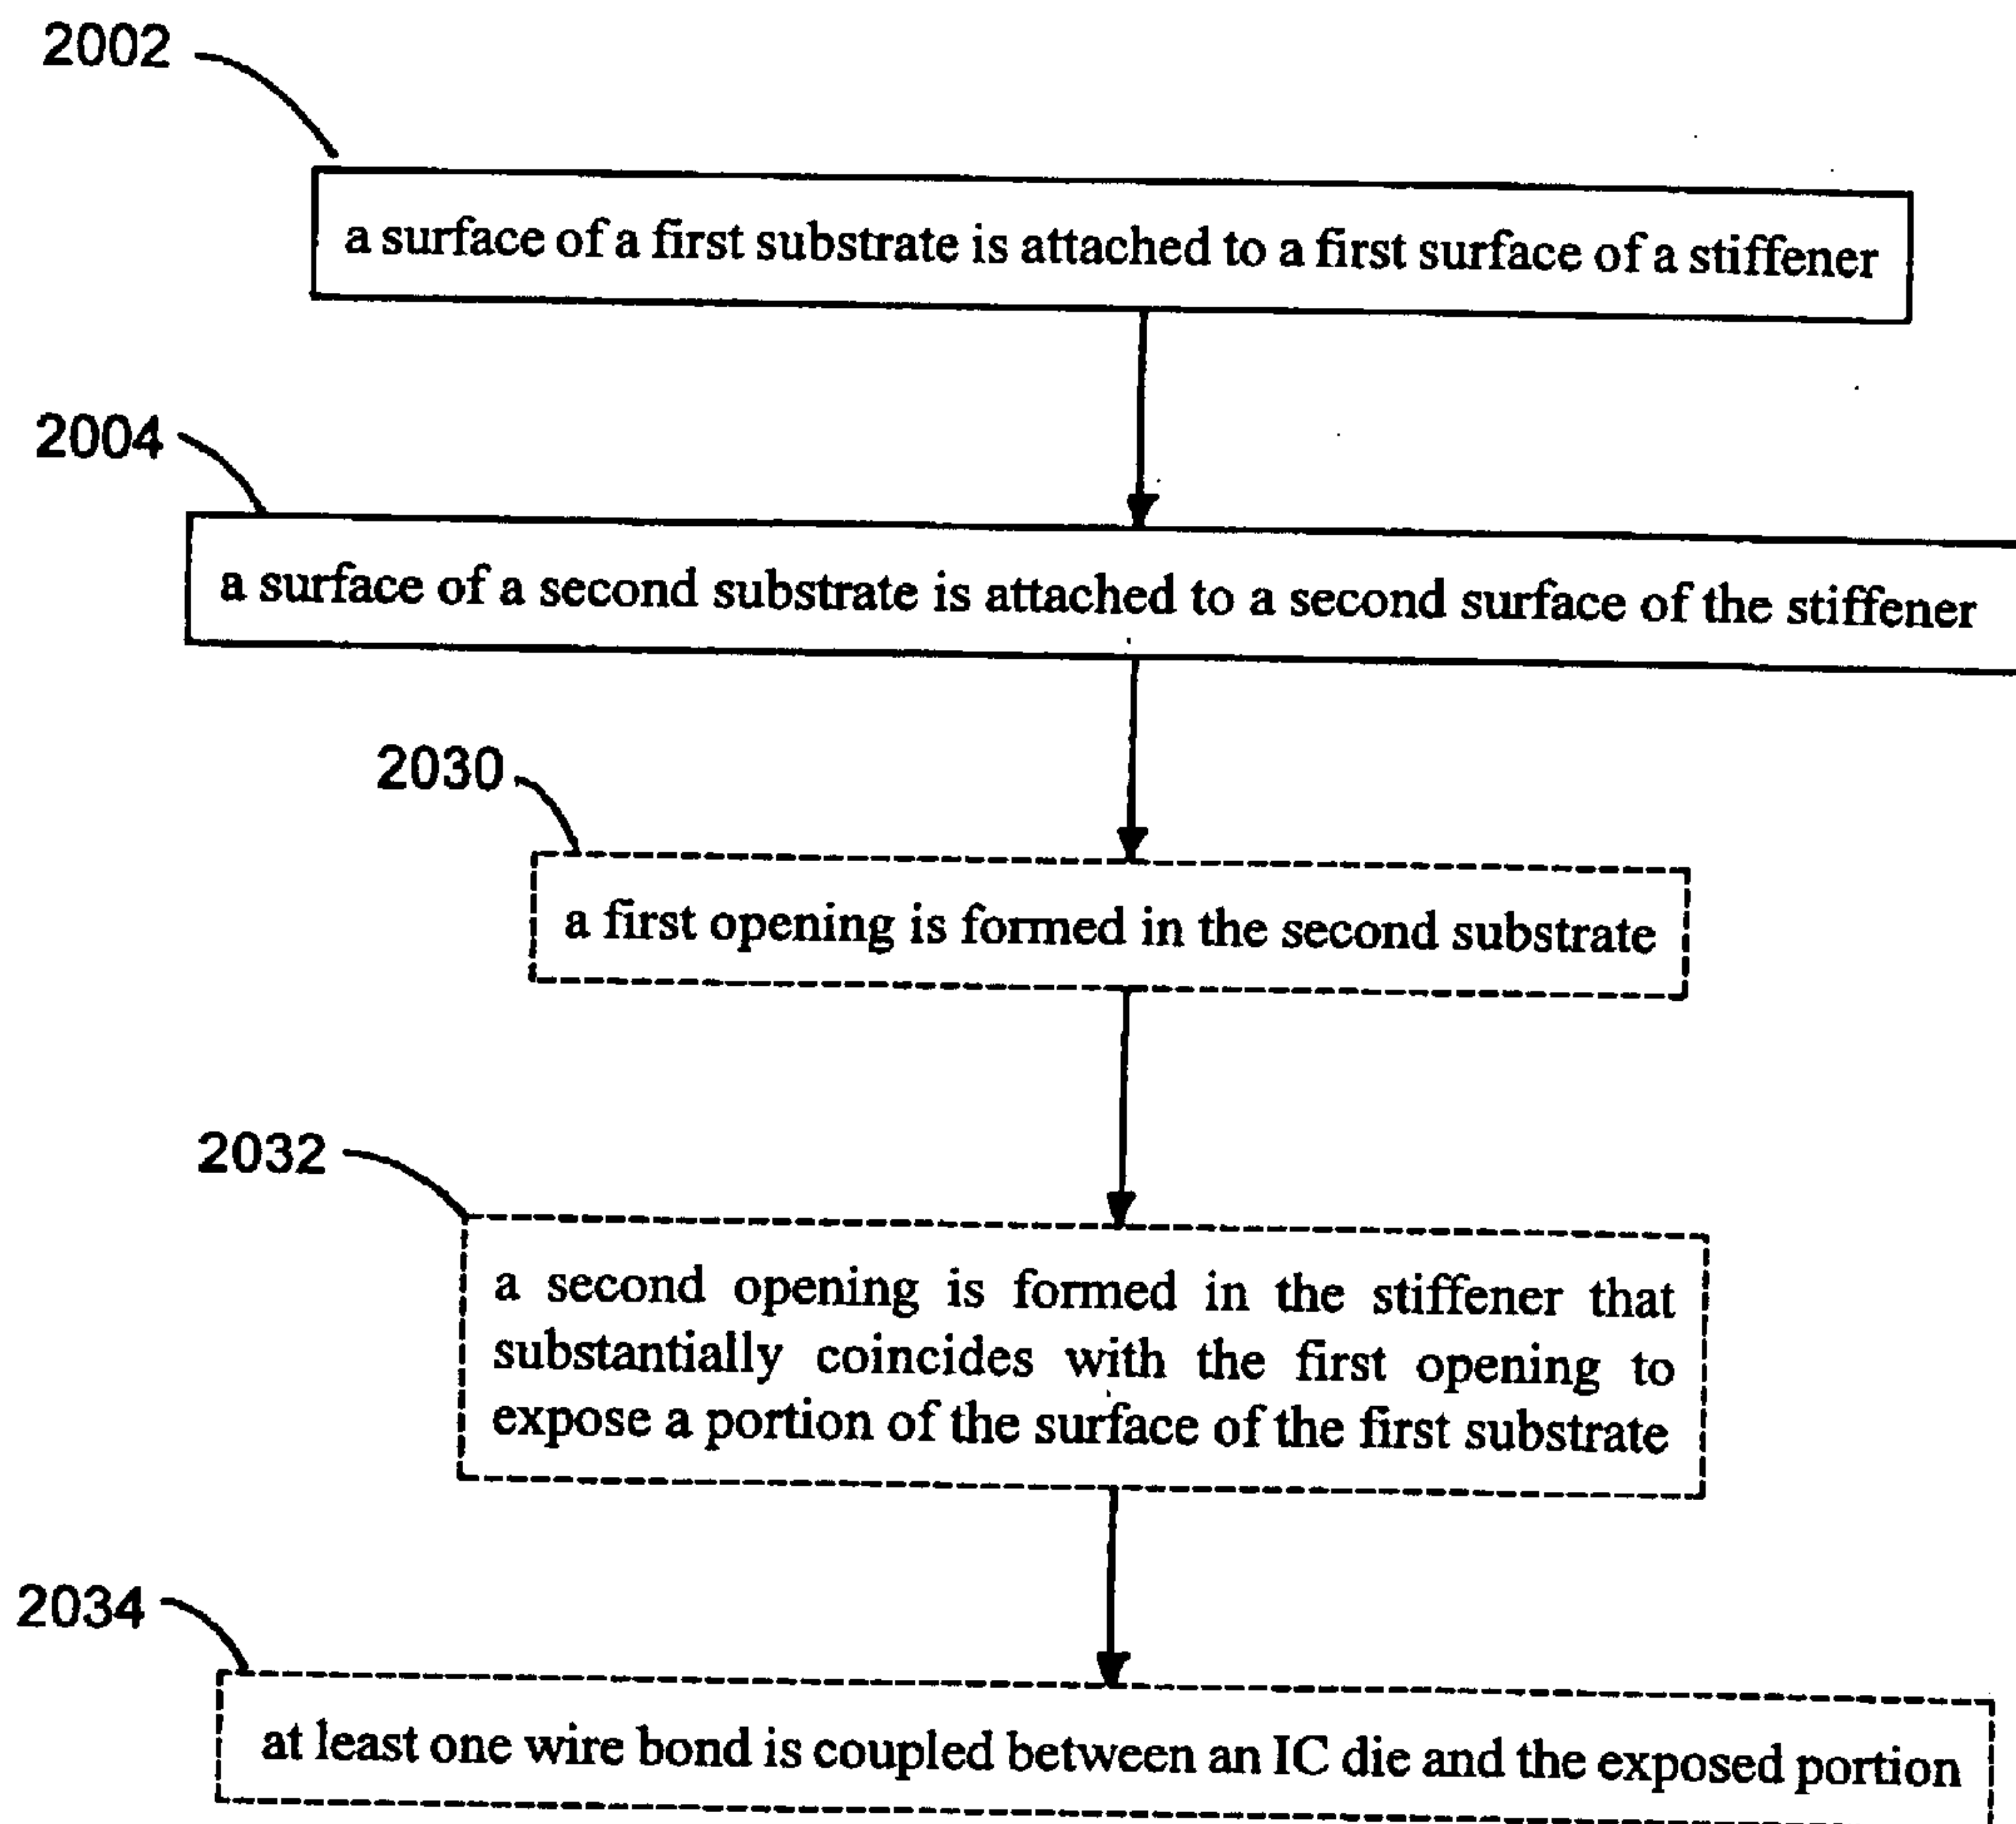 2002
a surface of a first substrate is attached to a first surface of a stiffener
2004
a surface of a second substrate is attached to a second surface of the stiffener
2030
a first opening is formed in the second substrate
2032
a second opening is formed in the stiffener that
substantially coincides with the first opening to
expose a portion of the surface of the first substrate
2034
at least one wire bond is coupled between an IC die and the exposed portion